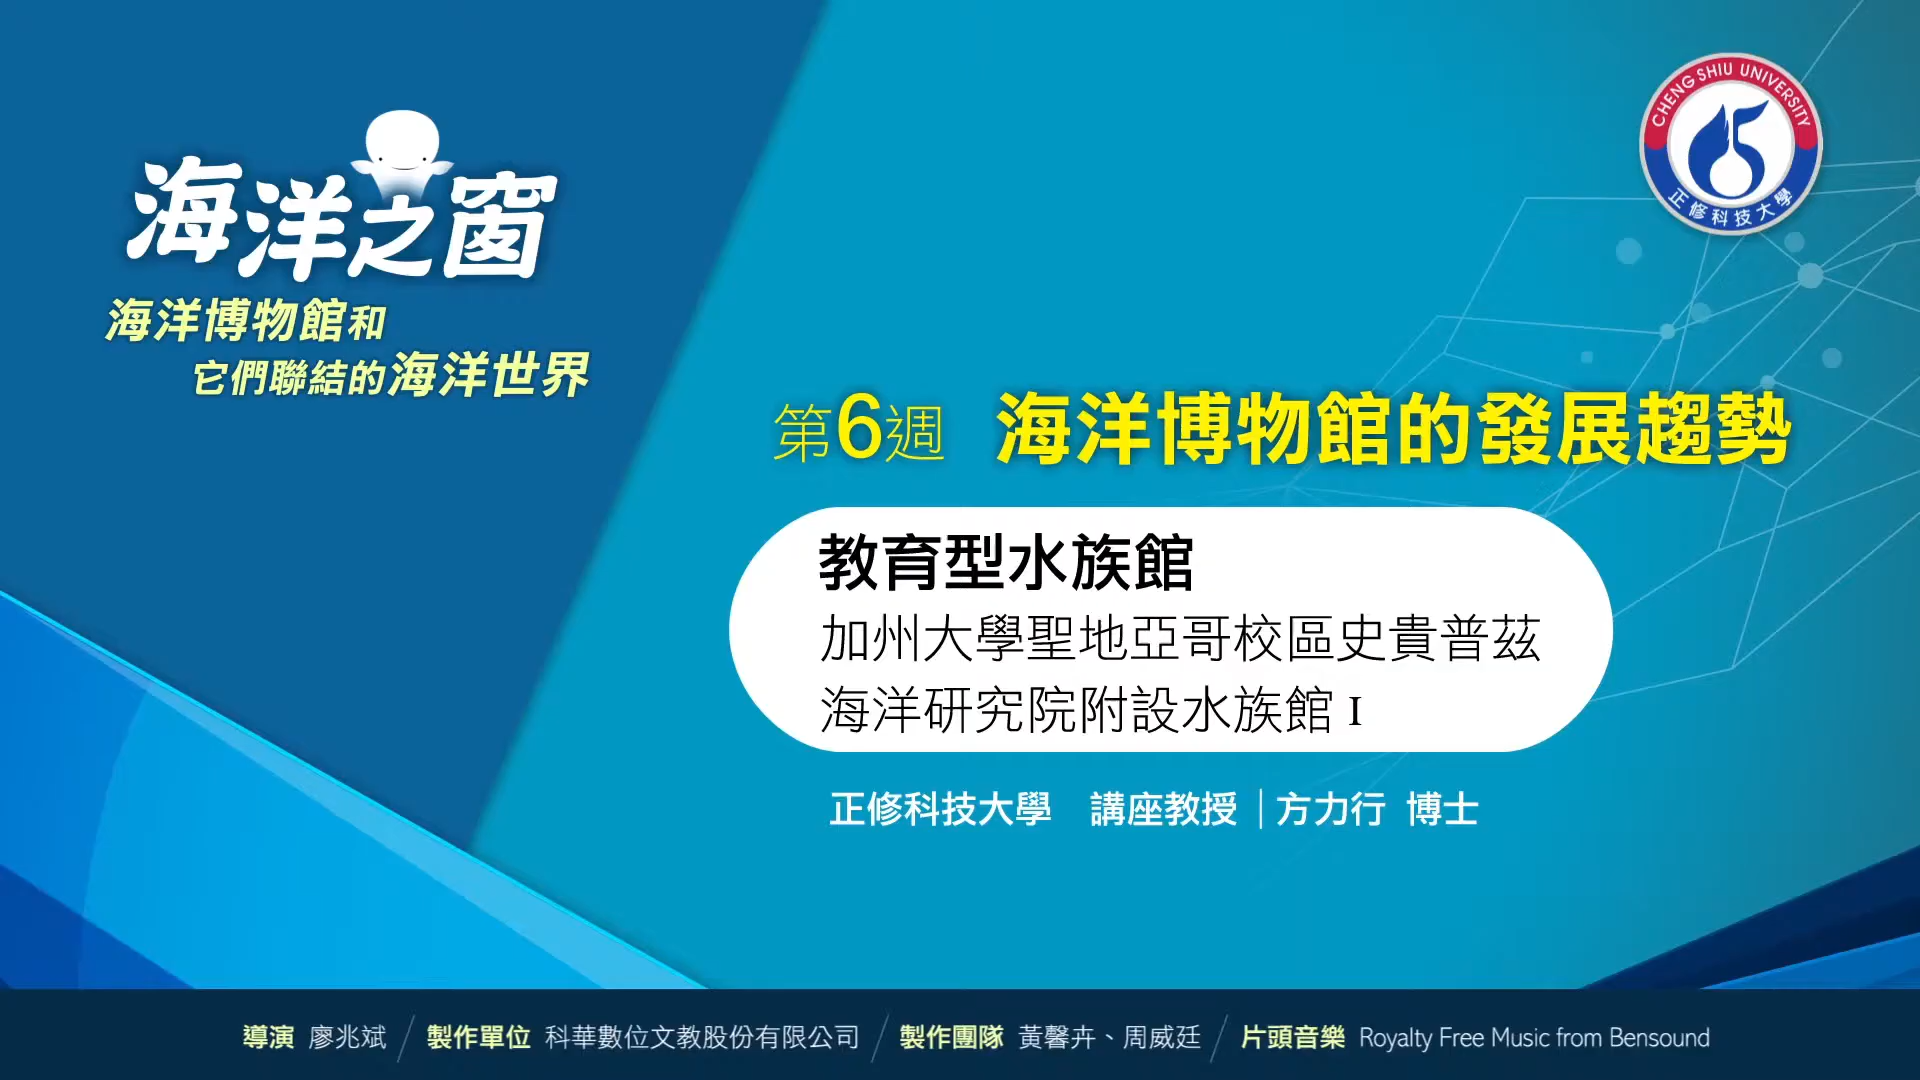 海洋之窗
海洋博物館和
它們聯結的海洋世界
CHENG SHIU UNIVERSITY
正修科技大學
第6週 海洋博物館的發展趨勢
教育型水族館
加州大學聖地亞哥校區史貴普茲
海洋研究院附設水族館 I
正修科技大學 講座教授｜方力行 博士
導演 廖兆斌 / 製作單位 科華數位文教股份有限公司 / 製作團隊 黃馨卉、周威廷 / 片頭音樂 Royalty Free Music from Bensound